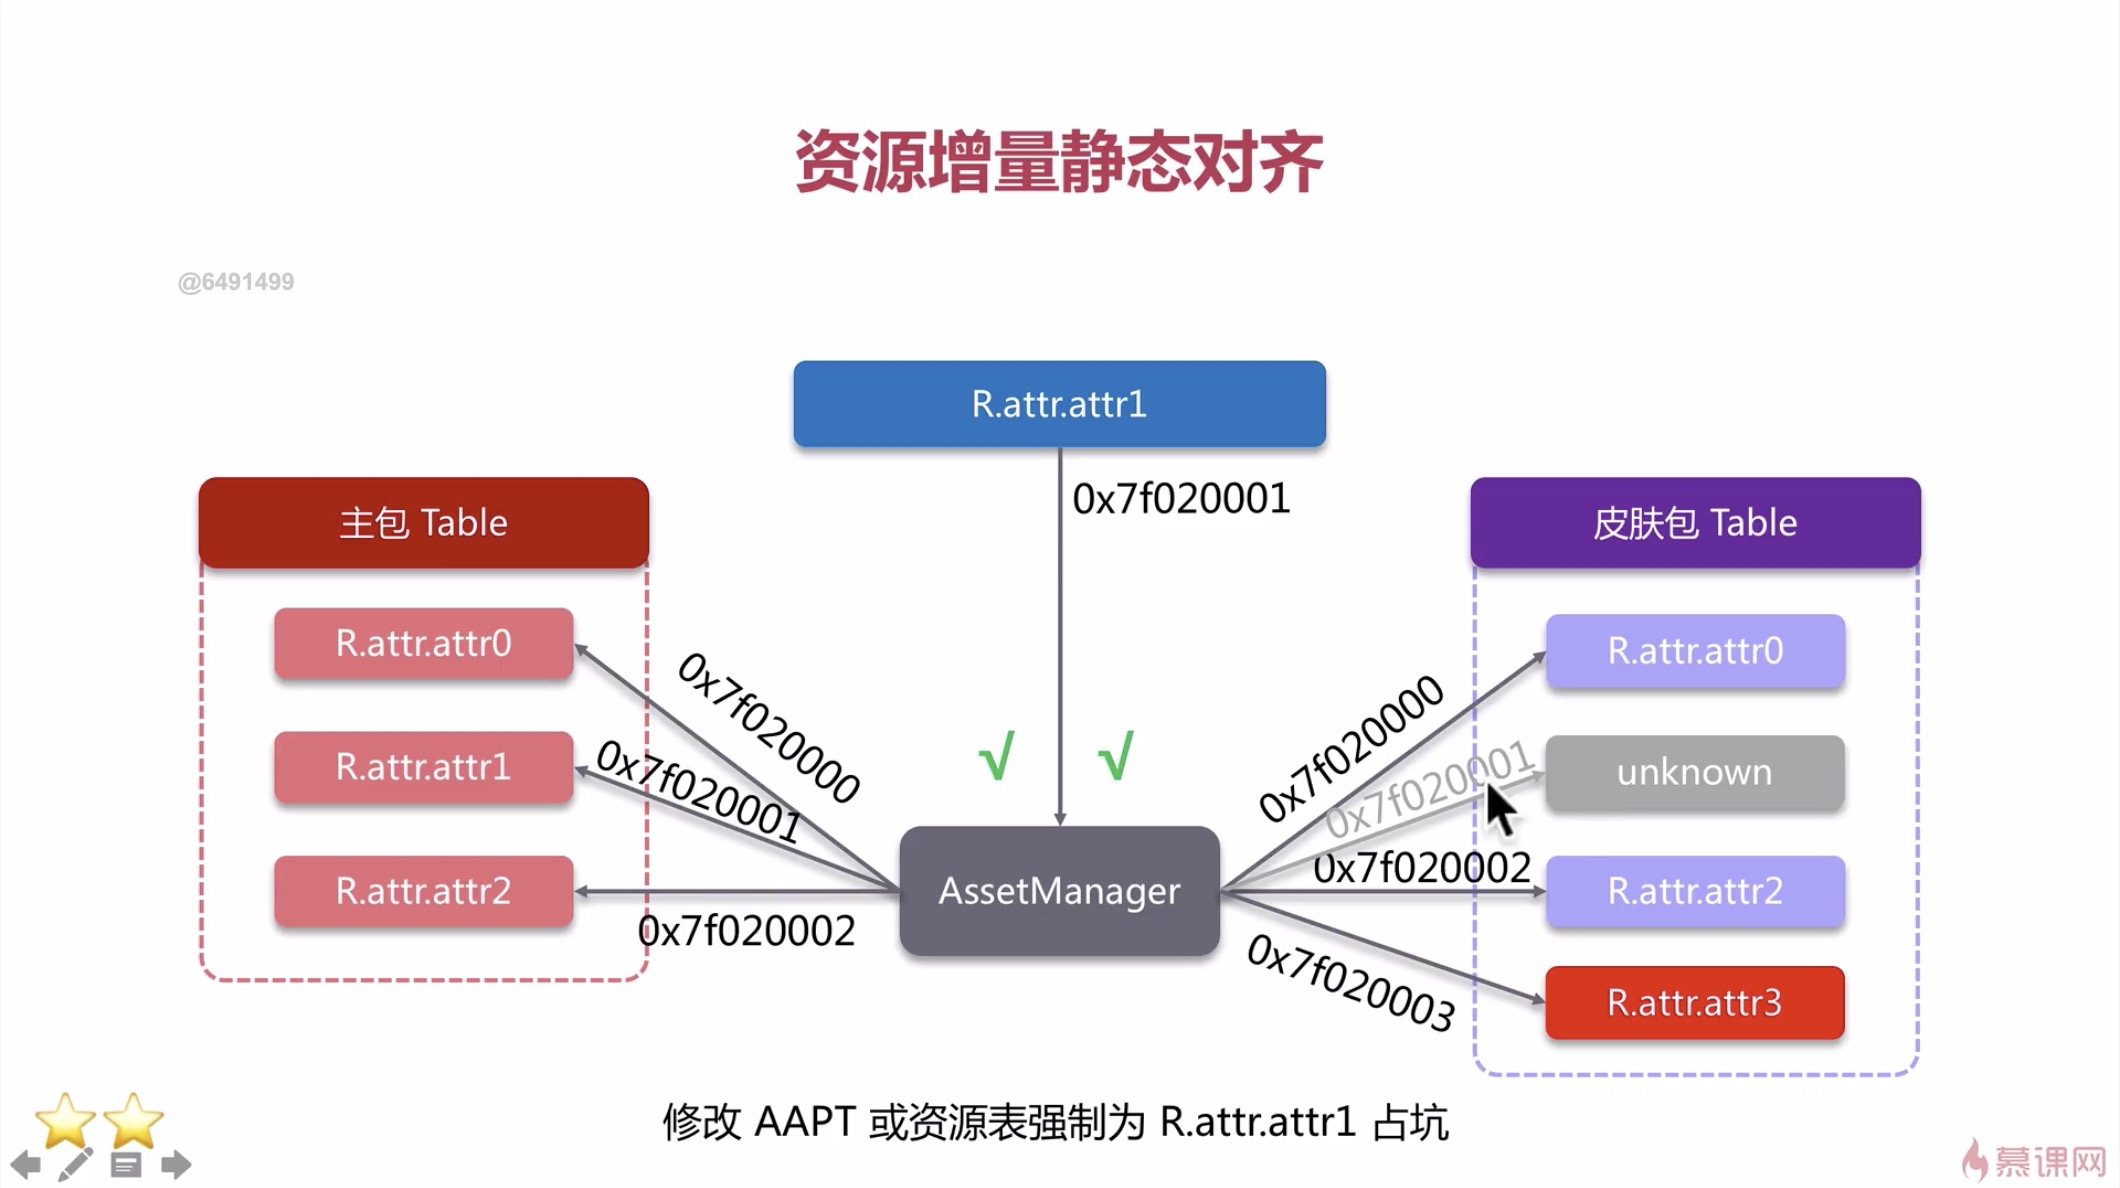 资源增量静态对齐
@6491499
R.attr.attr1
0x7f020001
主包 Table
R.attr.attr0
R.attr.attr1
R.attr.attr2
0x7f020000
0x7f020001
0x7f020002
√ √
AssetManager
皮肤包 Table
0x7f020000
0x7f020001
0x7f020002
0x7f020003
R.attr.attr0
unknown
R.attr.attr2
R.attr.attr3
修改 AAPT 或资源表强制为 R.attr.attr1 占坑
慕课网